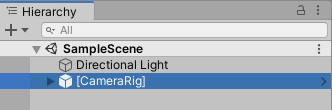 Hierarchy
All
SampleScene
Directional Light
[CameraRig]